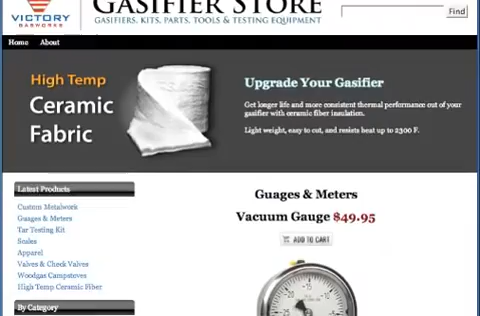 GASIFIER STORE
GASIFIERS, KITS, PARTS, TOOLS & TESTING EQUIPMENT
VICTORY
GASWORKS
Find
Home About
High Temp
Ceramic
Fabric
Upgrade Your Gasifier
Get longer life and more consistent thermal performance out of your
gasifier with ceramic fiber insulation.
Light weight, easy to cut, and resists heat up to 2300 F.
Latest Products
Custom Metalwork
Guages & Meters
Tar Testing Kit
Scales
Apparel
Valves & Check Valves
Woodgas Campstoves
High Temp Ceramic Fiber
By Category
Guages & Meters
Vacuum Gauge $49.95
ADD TO CART